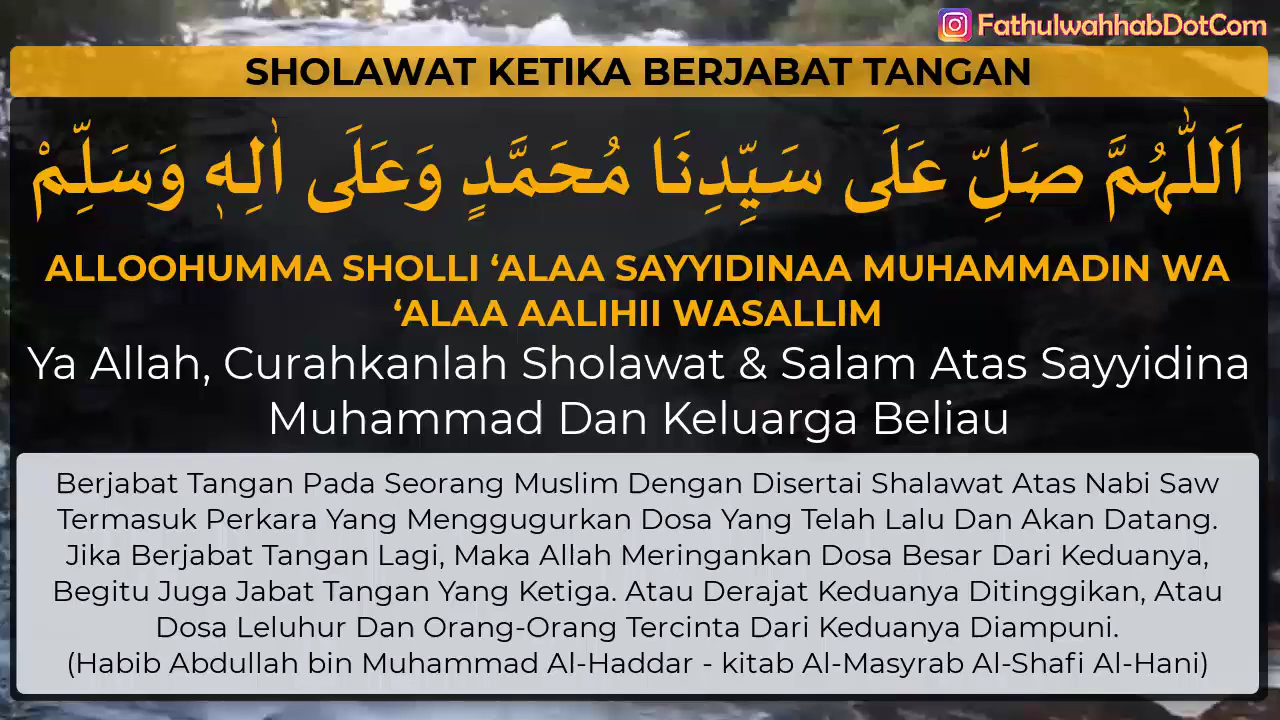 FathulwahhabDotCom
SHOLAWAT KETIKA BERJABAT TANGAN
اَللّٰهُمَّ صَلِّ عَلَى سَيِّدِنَا مُحَمَّدٍ وَعَلَى اٰلِهٖ وَسَلِّمْ
ALLOOHUMMA SHOLLI ‘ALAA SAYYIDINAA MUHAMMADIN WA
‘ALAA AALIHII WASALLIM
Ya Allah, Curahkanlah Sholawat & Salam Atas Sayyidina
Muhammad Dan Keluarga Beliau
Berjabat Tangan Pada Seorang Muslim Dengan Disertai Shalawat Atas Nabi Saw
Termasuk Perkara Yang Menggugurkan Dosa Yang Telah Lalu Dan Akan Datang.
Jika Berjabat Tangan Lagi, Maka Allah Meringankan Dosa Besar Dari Keduanya,
Begitu Juga Jabat Tangan Yang Ketiga. Atau Derajat Keduanya Ditinggikan, Atau
Dosa Leluhur Dan Orang-Orang Tercinta Dari Keduanya Diampuni.
(Habib Abdullah bin Muhammad Al-Haddar - kitab Al-Masyrab Al-Shafi Al-Hani)